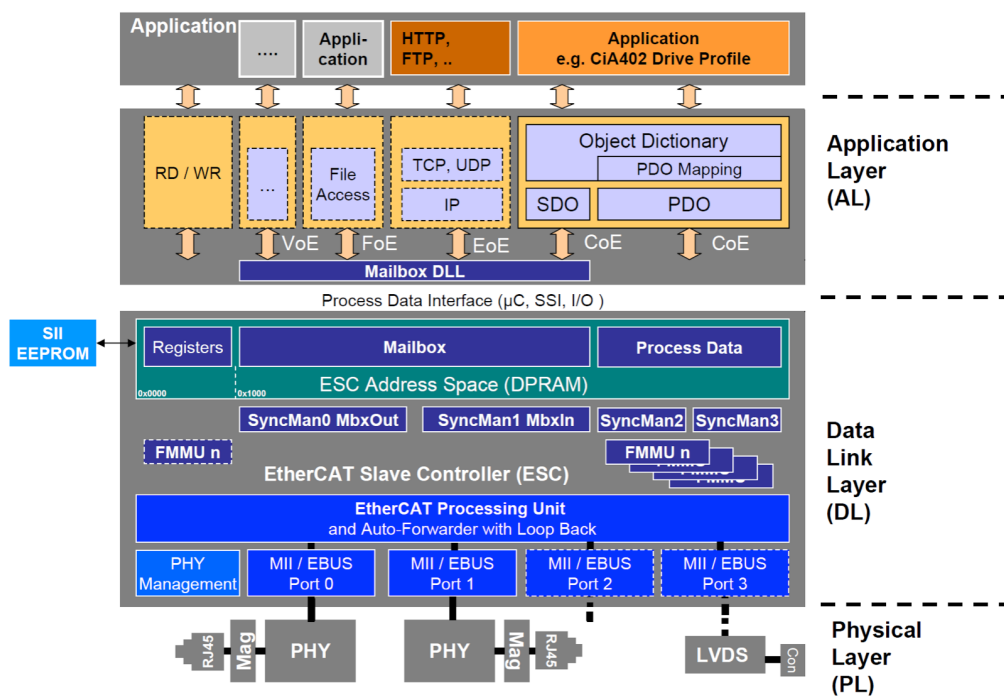 Application
....
Appli-
cation
HTTP,
FTP, ..
Application
e.g. CiA402 Drive Profile
Application
Layer
(AL)
RD / WR
...
File
Access
TCP, UDP
IP
Object Dictionary
PDO Mapping
SDO
PDO
VoE
FoE
EoE
CoE
CoE
Mailbox DLL
Process Data Interface (µC, SSI, I/O )
SII
EEPROM
Registers
Mailbox
Process Data
ESC Address Space (DPRAM)
0x0000
0x1000
SyncMan0 MbxOut
SyncMan1 MbxIn
SyncMan2
SyncMan3
FMMU n
FMMU n
EtherCAT Slave Controller (ESC)
Data
Link
Layer
(DL)
EtherCAT Processing Unit
and Auto-Forwarder with Loop Back
PHY
Management
MII / EBUS
Port 0
MII / EBUS
Port 1
MII / EBUS
Port 2
MII / EBUS
Port 3
RJ45
Mag
PHY
PHY
Mag
RJ45
LVDS
Con
Physical
Layer
(PL)